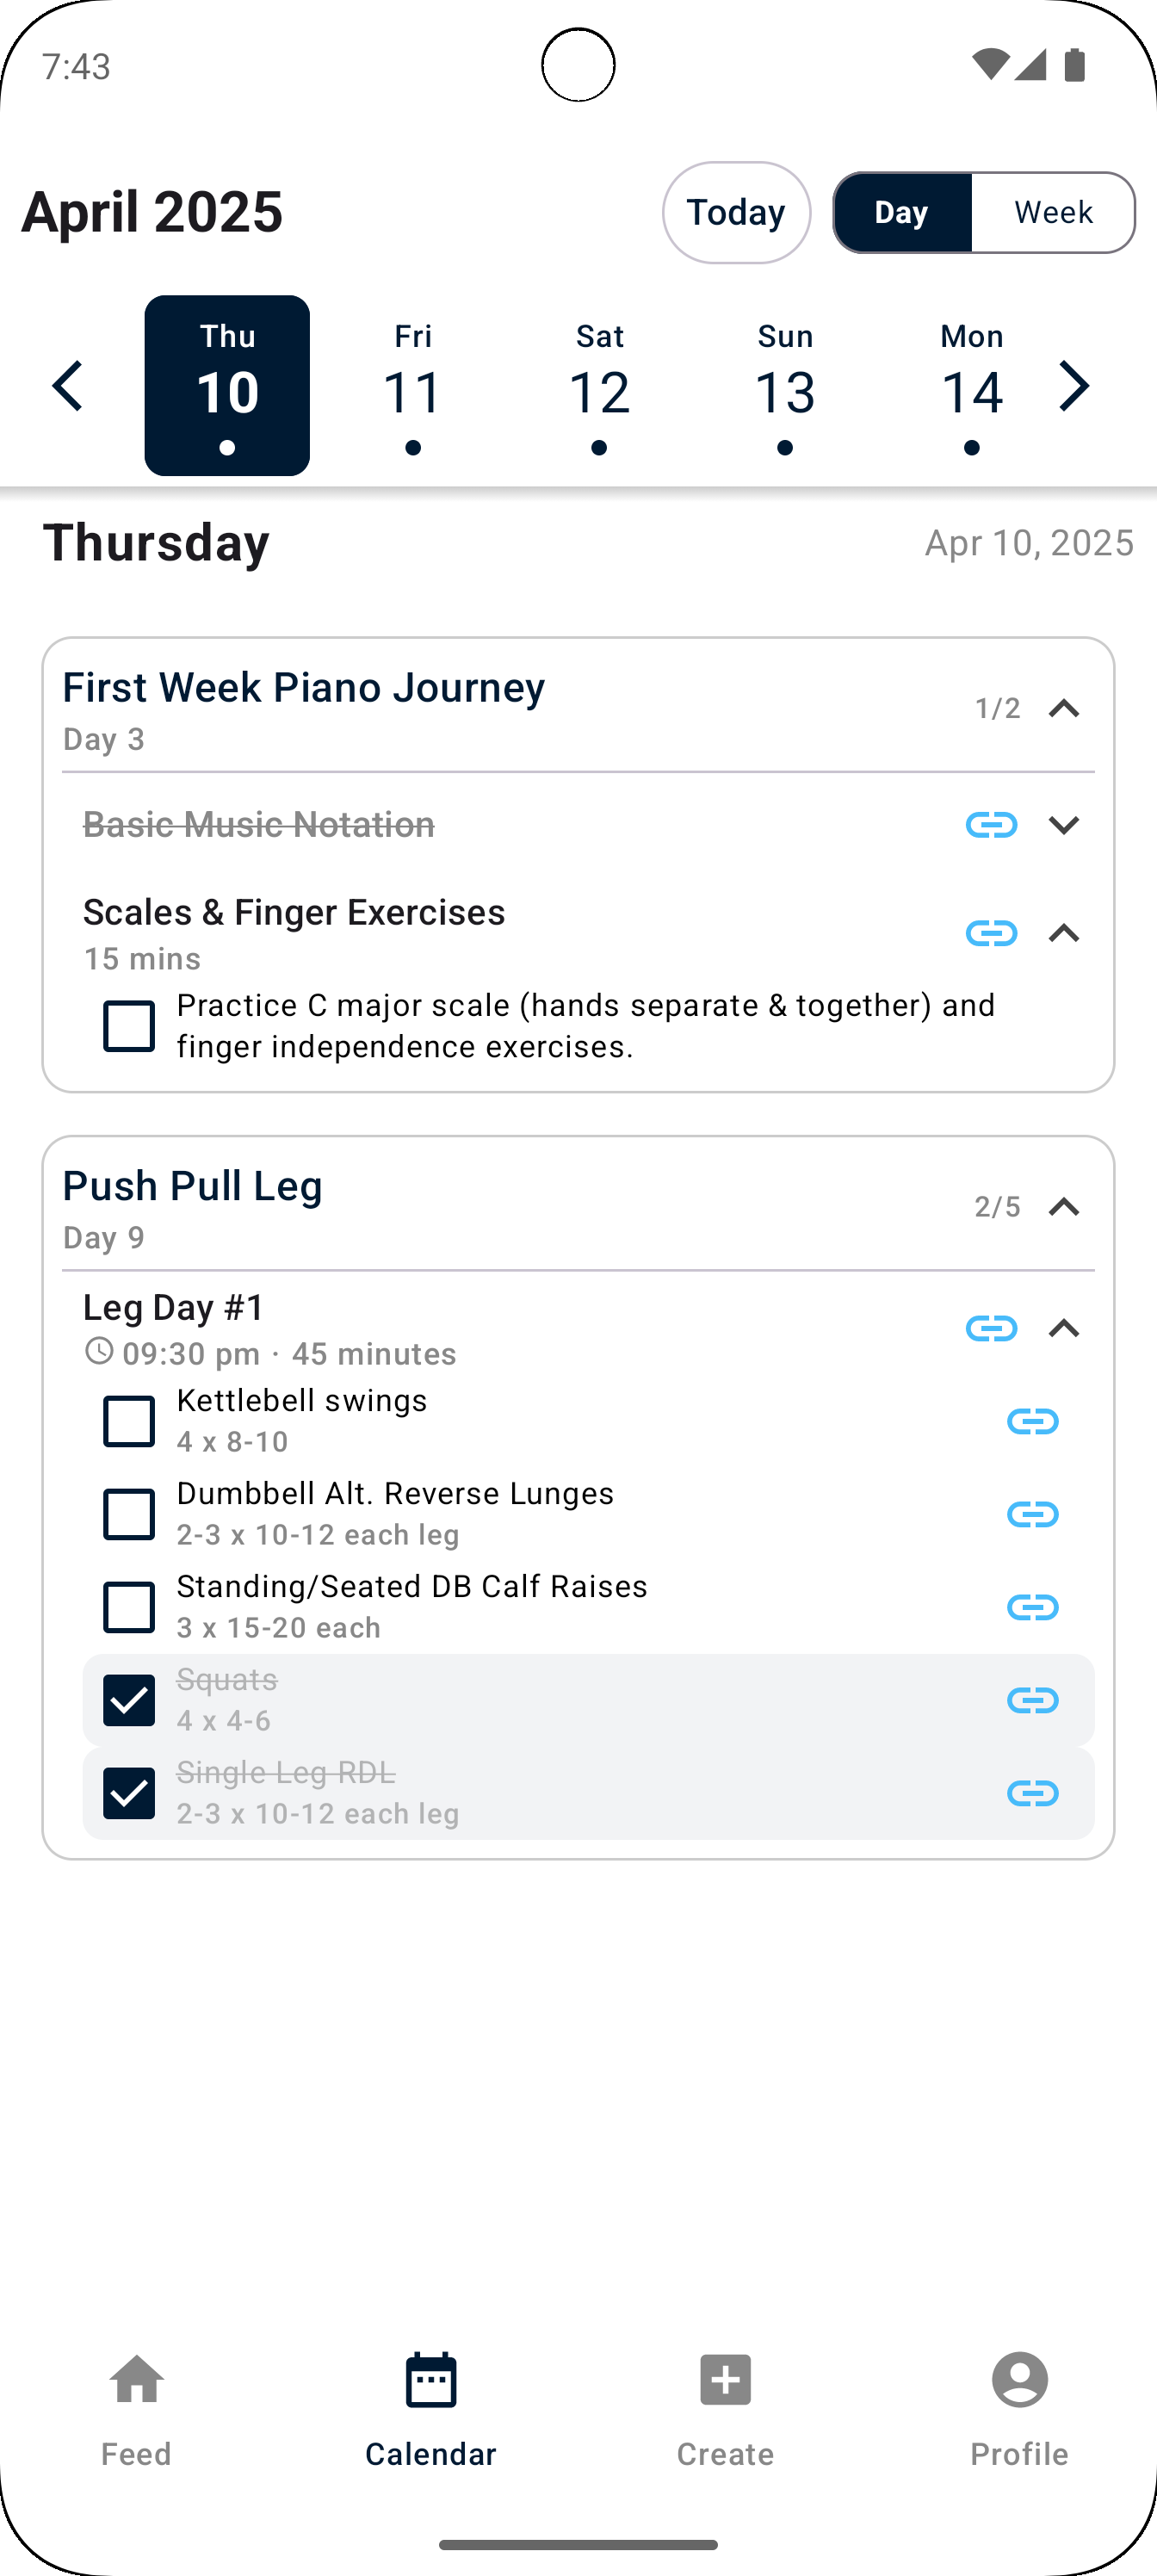 7:43
April 2025
Today
Day
Week
Thu
Fri
Sat
Sun
Mon
10
11
12
13
14
Thursday
Apr 10, 2025
First Week Piano Journey
1/2
Day 3
Basic Music Notation
Scales & Finger Exercises
15 mins
Practice C major scale (hands separate & together) and
finger independence exercises.
Push Pull Leg
2/5
Day 9
Leg Day #1
09:30 pm · 45 minutes
Kettlebell swings
4 x 8-10
Dumbbell Alt. Reverse Lunges
2-3 x 10-12 each leg
Standing/Seated DB Calf Raises
3 x 15-20 each
Squats
4 x 4-6
Single Leg RDL
2-3 x 10-12 each leg
Feed
Calendar
Create
Profile